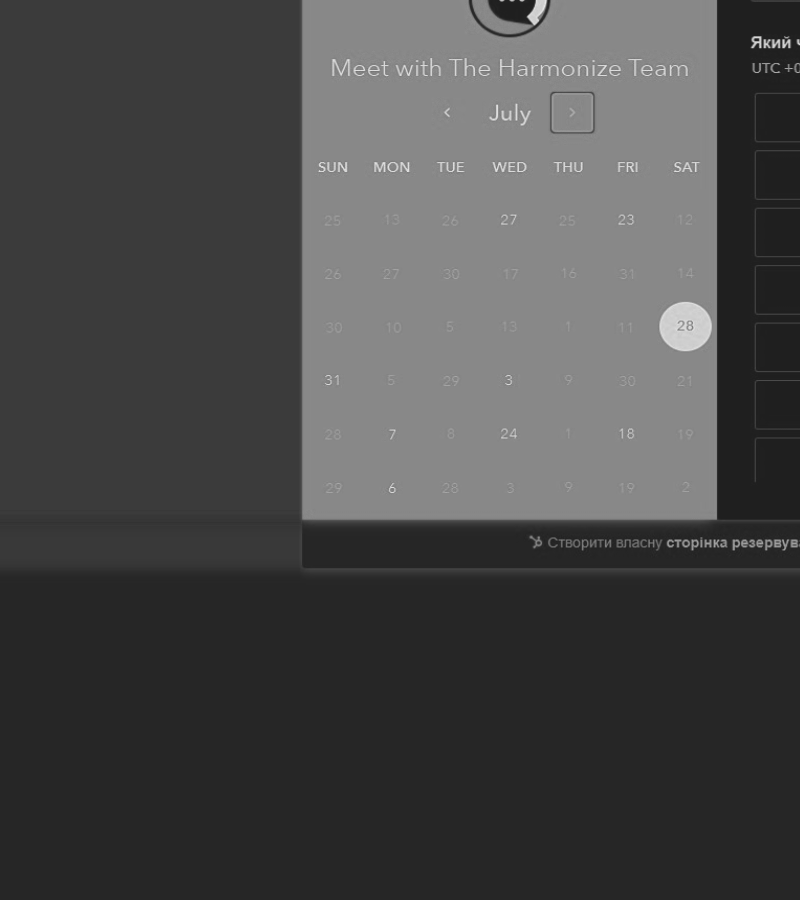 Meet with The Harmonize Team
Який
July
UTC +0
SUN MON TUE WED THU FRI SAT
25 13 26 27 25 23 12
26 27 30 17 16 31 14
30 10 5 13 1 11 28
31 5 29 3 9 30 21
28 7 8 24 1 18 19
29 6 28 3 9 19 2
Створити власну сторінка резервува